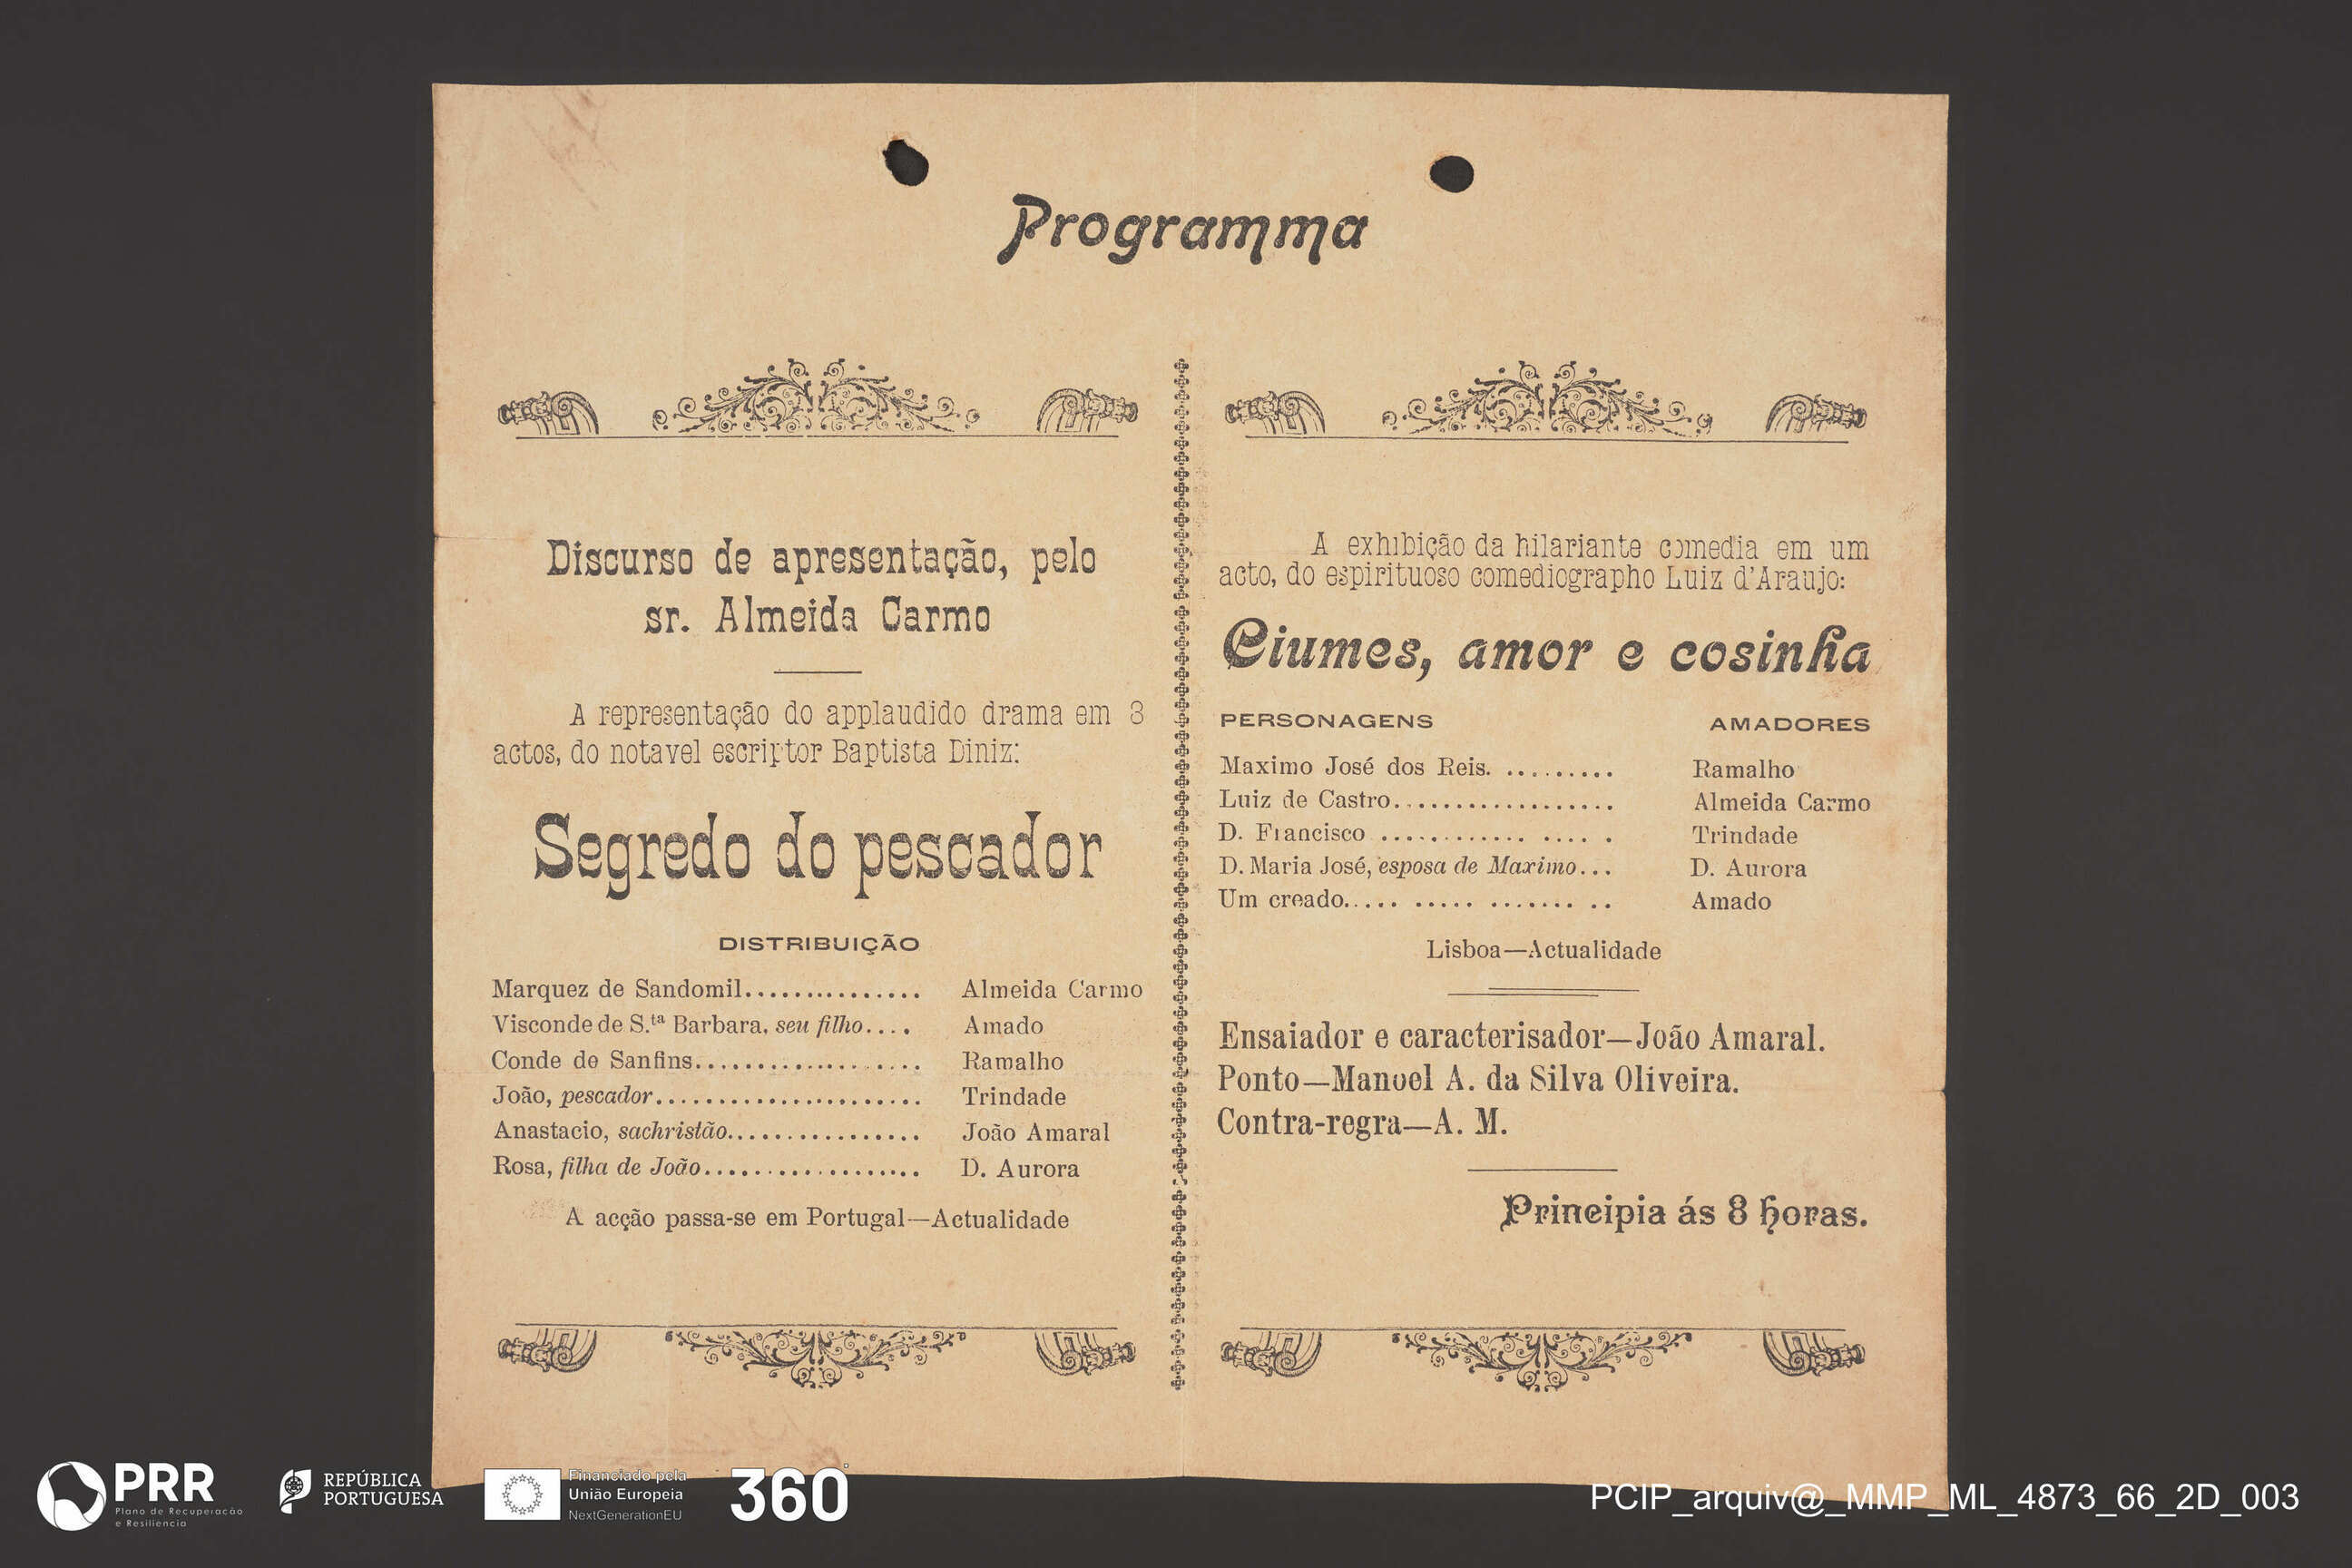 Programma
Discurso de apresentação, pelo
sr. Almeida Carmo
A representação do applaudido drama em 3
actos, do notavel escriptor Baptista Diniz:
Segredo do pescador
DISTRIBUIÇÃO
Marquez de Sandomil............... Almeida Carmo
Visconde de S.ta Barbara, seu filho.... Amado
Conde de Sanfins................... Ramalho
João, pescador...................... Trindade
Anastacio, sachristão................ João Amaral
Rosa, filha de João.................. D. Aurora
A acção passa-se em Portugal—Actualidade
A exhibição da hilariante comedia em um
acto, do espirituoso comediographo Luiz d'Araujo:
Ciumes, amor e cosinha
PERSONAGENS AMADORES
Maximo José dos Reis. ......... Ramalho
Luiz de Castro.................. Almeida Carmo
D. Francisco ............ .... . Trindade
D. Maria José, esposa de Maximo... D. Aurora
Um creado..... ..... ....... .. Amado
Lisboa—Actualidade
Ensaiador e caracterisador—João Amaral.
Ponto—Manoel A. da Silva Oliveira.
Contra-regra—A. M.
Principia ás 8 horas.
PRR
Plano de Recuperação
e Resiliência
REPÚBLICA
PORTUGUESA
Financiado pela
União Europeia
NextGenerationEU
360°
PCIP_arquiv@_MMP_ML_4873_66_2D_003